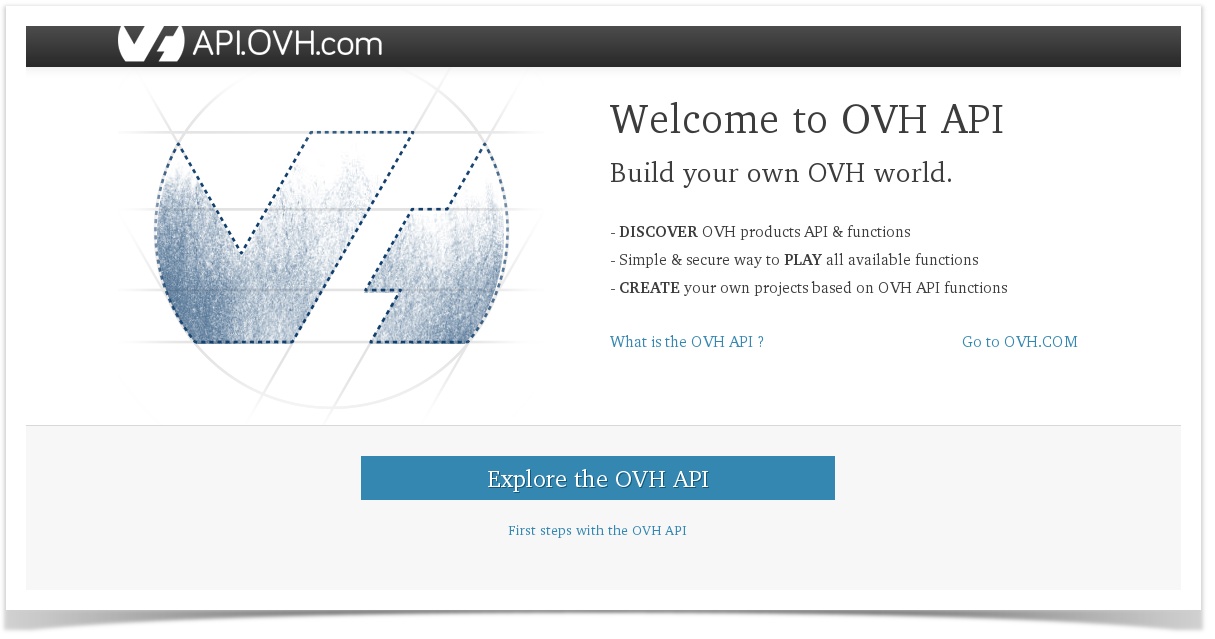 API.OVH.com
Welcome to OVH API
Build your own OVH world.
- DISCOVER OVH products API & functions
- Simple & secure way to PLAY all available functions
- CREATE your own projects based on OVH API functions
What is the OVH API ?
Go to OVH.COM
Explore the OVH API
First steps with the OVH API